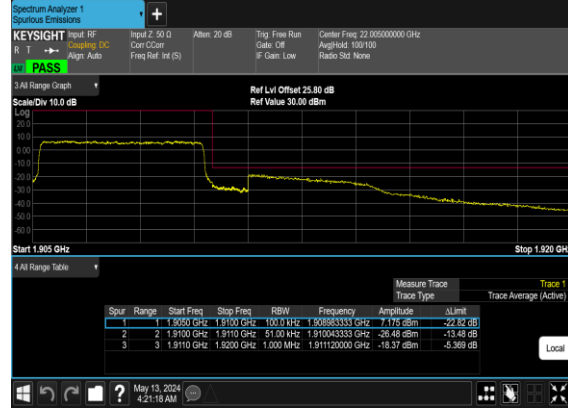 Spectrum Analyzer 1
Spurious Emissions
KEYSIGHT Input: RF Input Z: 50 Ω Atten: 20 dB Trig: Free Run Center Freq: 22.005000000 GHz
R T Coupling: DC Corr CCorr Gate: Off Avg|Hold: 100/100
Align: Auto Freq Ref: Int (S) IF Gain: Low Radio Std: None
PASS
3 All Range Graph
Ref Lvl Offset 25.80 dB
Scale/Div 10.0 dB Ref Value 30.00 dBm
Log
20.0
10.0
0.00
-10.0
-20.0
-30.0
-40.0
-50.0
-60.0
Start 1.905 GHz Stop 1.920 GH
4 All Range Table
Measure Trace Trace 1
Trace Type Trace Average (Active)
Spur Range Start Freq Stop Freq RBW Frequency Amplitude ΔLimit
1 1 1.9050 GHz 1.9100 GHz 100.0 kHz 1.908983333 GHz 7.175 dBm -22.82 dB
2 2 1.9100 GHz 1.9110 GHz 51.00 kHz 1.910043333 GHz -26.48 dBm -13.48 dB
3 3 1.9110 GHz 1.9200 GHz 1.000 MHz 1.911120000 GHz -18.37 dBm -5.369 dB
Local
May 13, 2024
4:21:18 AM